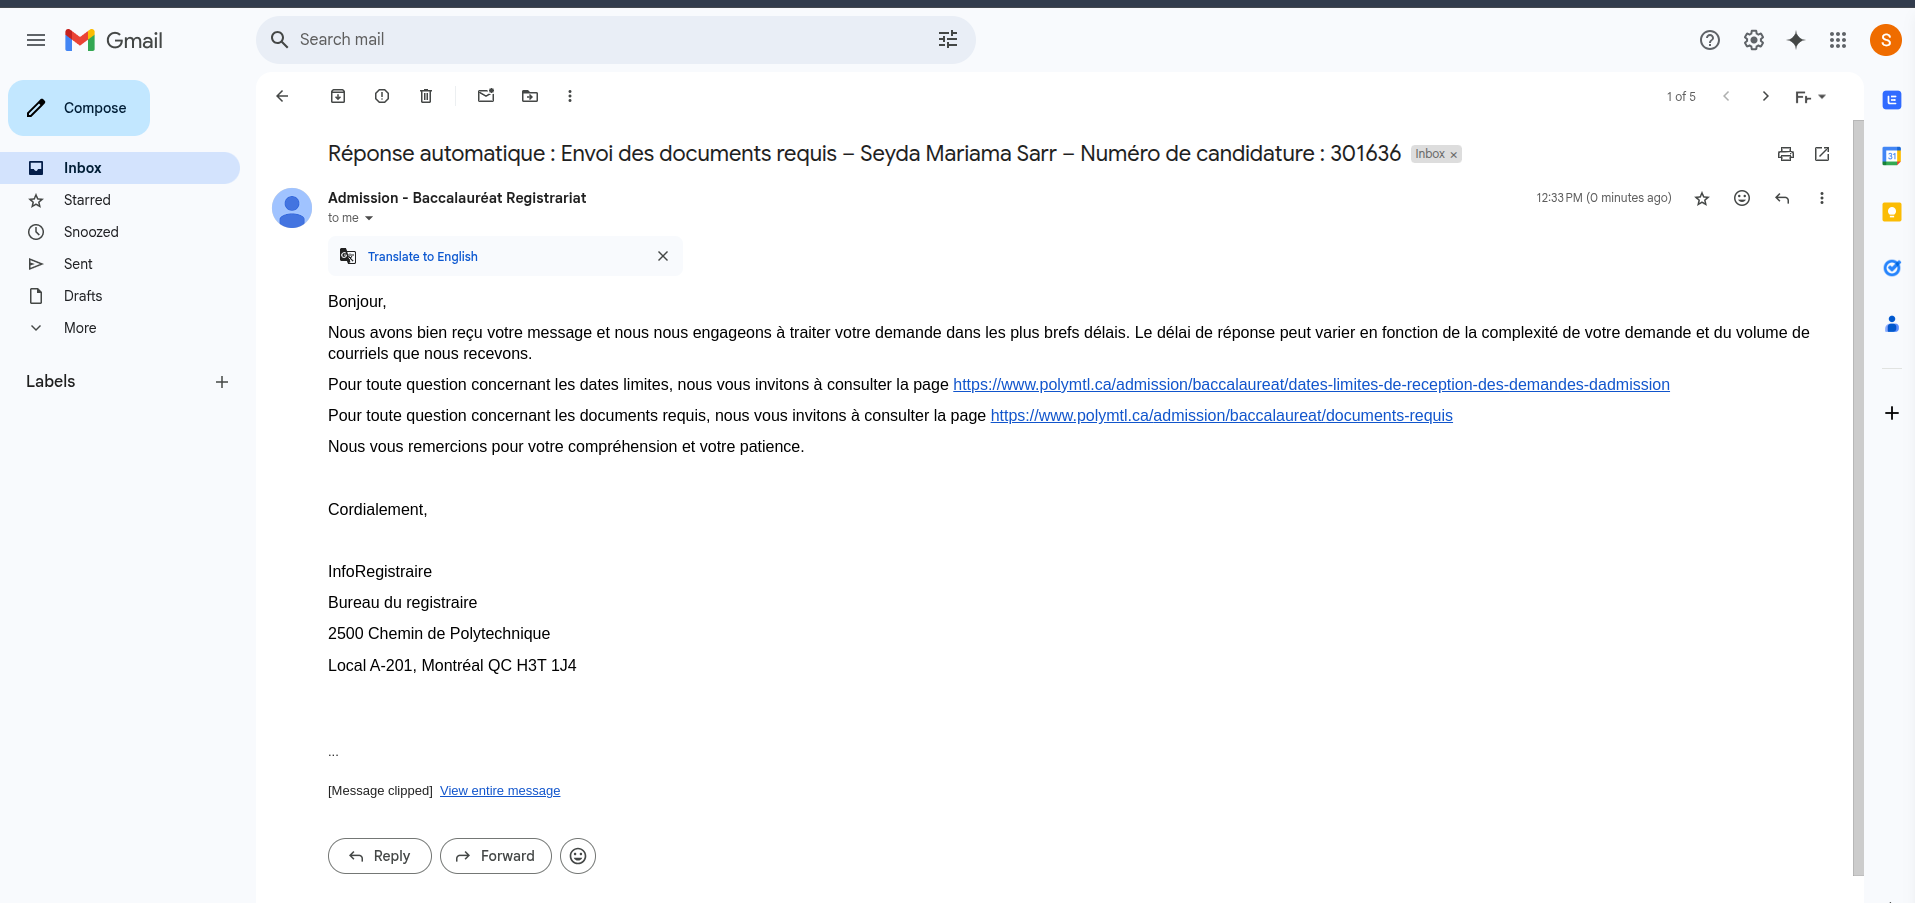 Gmail
Search mail
S
Compose
1 of 5
Fr
Inbox
Starred
Snoozed
Sent
Drafts
More
Labels
Réponse automatique : Envoi des documents requis – Seyda Mariama Sarr – Numéro de candidature : 301636 Inbox ×
Admission - Baccalauréat Registrariat
12:33 PM (0 minutes ago)
to me
Translate to English
Bonjour,
Nous avons bien reçu votre message et nous nous engageons à traiter votre demande dans les plus brefs délais. Le délai de réponse peut varier en fonction de la complexité de votre demande et du volume de
courriels que nous recevons.
Pour toute question concernant les dates limites, nous vous invitons à consulter la page https://www.polymtl.ca/admission/baccalaureat/dates-limites-de-reception-des-demandes-dadmission
Pour toute question concernant les documents requis, nous vous invitons à consulter la page https://www.polymtl.ca/admission/baccalaureat/documents-requis
Nous vous remercions pour votre compréhension et votre patience.
Cordialement,
InfoRegistraire
Bureau du registraire
2500 Chemin de Polytechnique
Local A-201, Montréal QC H3T 1J4
...
[Message clipped] View entire message
Reply
Forward
31